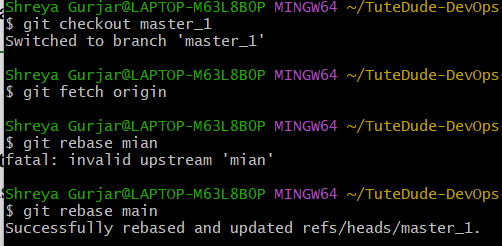 Shreya Gurjar@LAPTOP-M63L8B0P MINGW64 ~/TuteDude-DevOps-
$ git checkout master_1
Switched to branch 'master_1'
Shreya Gurjar@LAPTOP-M63L8B0P MINGW64 ~/TuteDude-DevOps-
$ git fetch origin
Shreya Gurjar@LAPTOP-M63L8B0P MINGW64 ~/TuteDude-DevOps-
$ git rebase mian
fatal: invalid upstream 'mian'
Shreya Gurjar@LAPTOP-M63L8B0P MINGW64 ~/TuteDude-DevOps-
$ git rebase main
Successfully rebased and updated refs/heads/master_1.